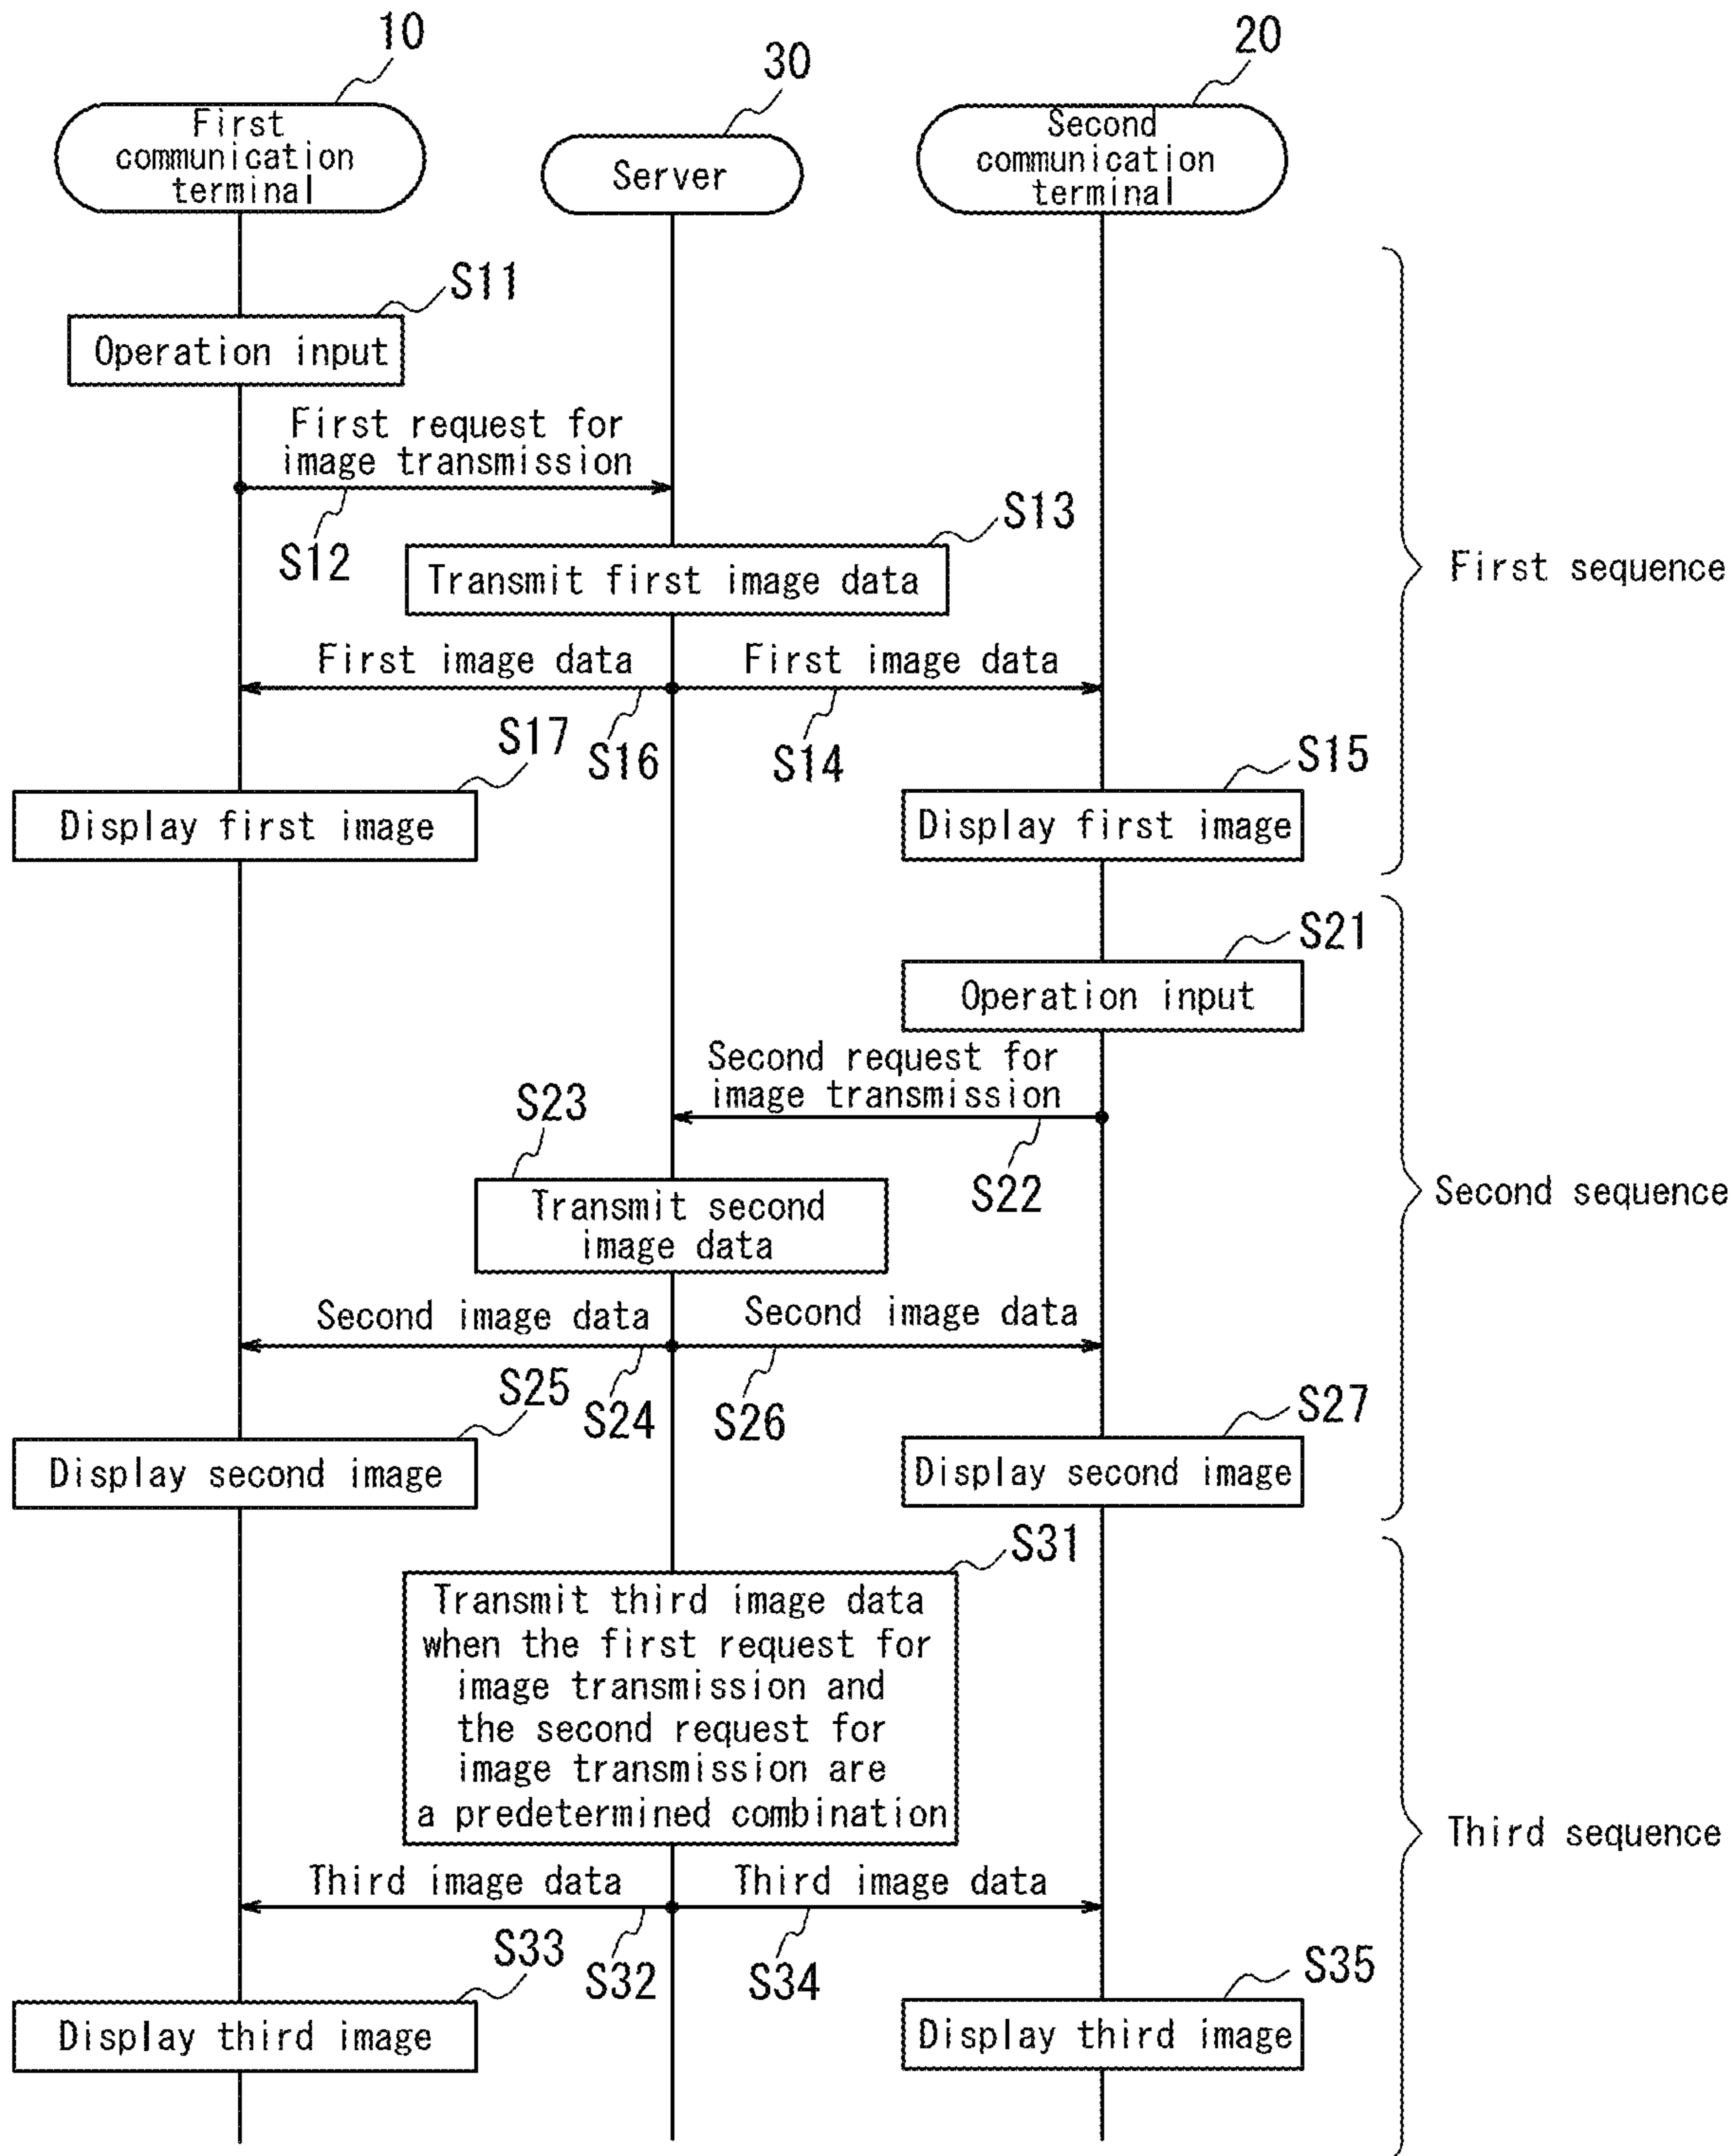 10
30
20
First
communication
terminal
Server
Second
communication
terminal
S11
Operation input
First request for
image transmission
S12
S13
Transmit first image data
First sequence
First image data
First image data
S17
S16
S14
S15
Display first image
Display first image
S21
Operation input
Second request for
image transmission
S23
S22
Transmit second
image data
Second sequence
Second image data
Second image data
S25
S24
S26
S27
Display second image
Display second image
S31
Transmit third image data
when the first request for
image transmission and
the second request for
image transmission are
a predetermined combination
Third sequence
Third image data
Third image data
S33
S32
S34
S35
Display third image
Display third image